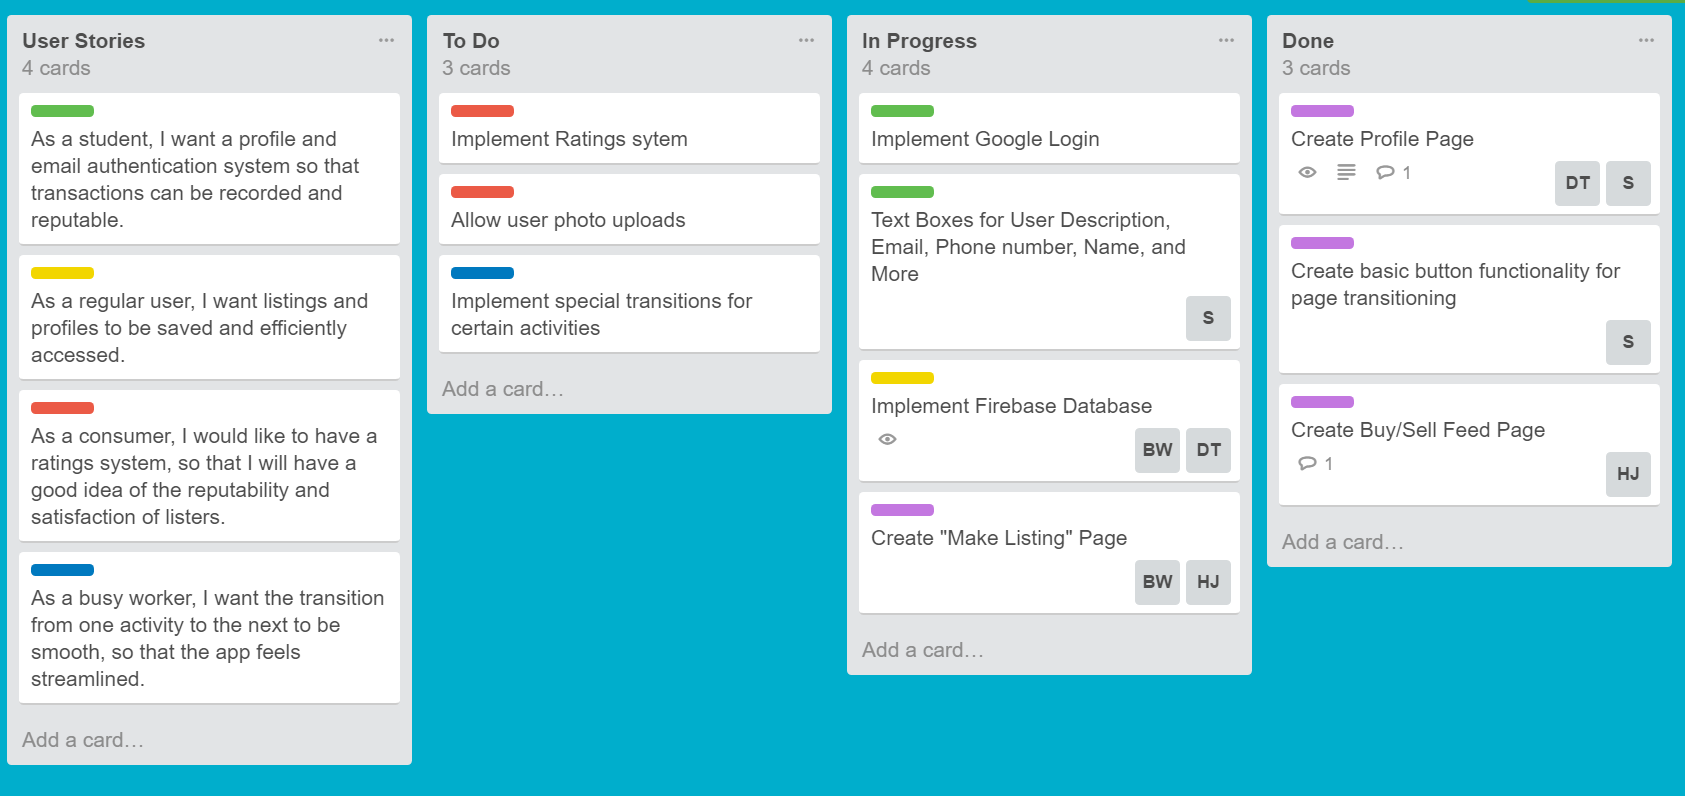 User Stories
4 cards
As a student, I want a profile and
email authentication system so that
transactions can be recorded and
reputable.
As a regular user, I want listings and
profiles to be saved and efficiently
accessed.
As a consumer, I would like to have a
ratings system, so that I will have a
good idea of the reputability and
satisfaction of listers.
As a busy worker, I want the transition
from one activity to the next to be
smooth, so that the app feels
streamlined.
Add a card…
To Do
3 cards
Implement Ratings sytem
Allow user photo uploads
Implement special transitions for
certain activities
Add a card…
In Progress
4 cards
Implement Google Login
Text Boxes for User Description,
Email, Phone number, Name, and
More
S
Implement Firebase Database
BW DT
Create "Make Listing" Page
BW HJ
Add a card…
Done
3 cards
Create Profile Page
1
DT S
Create basic button functionality for
page transitioning
S
Create Buy/Sell Feed Page
1
HJ
Add a card…